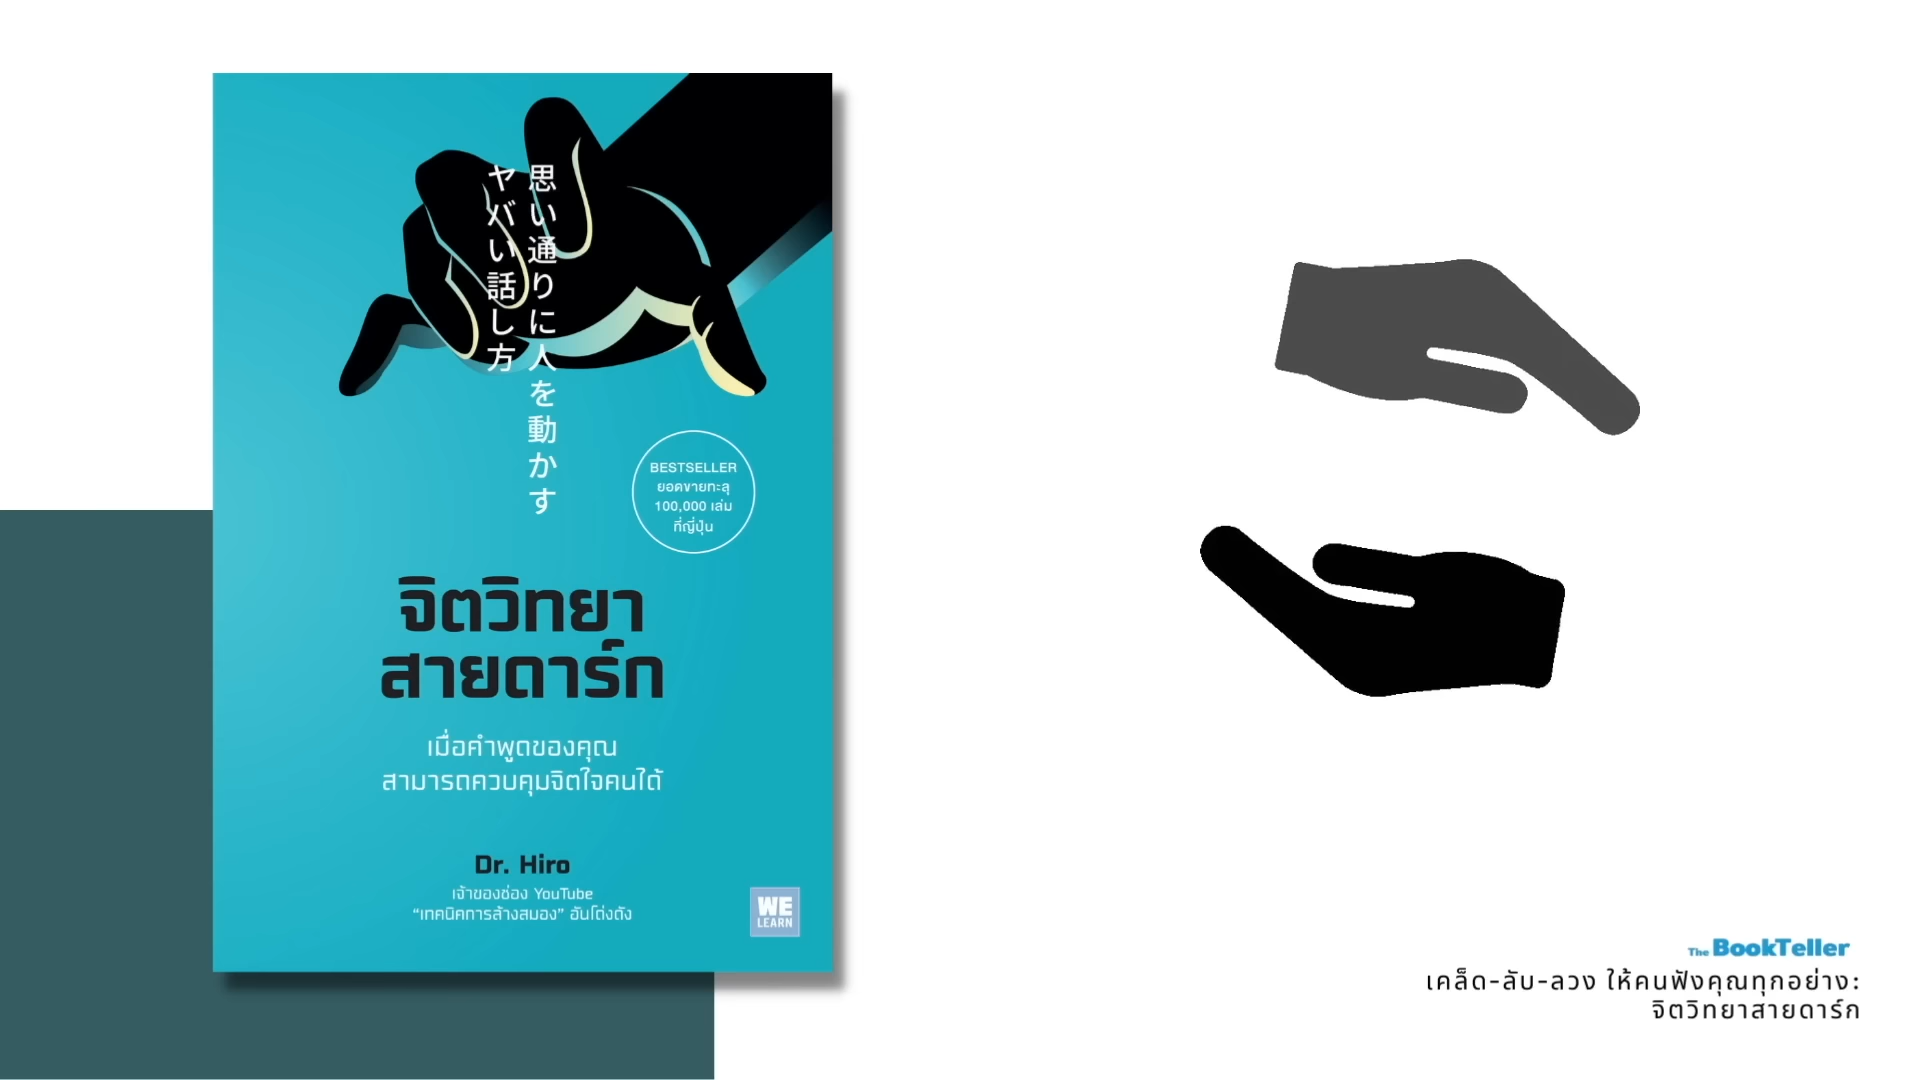 思い通りに人を動かす
ヤバい話し方
BESTSELLER
ยอดขายทะลุ
100,000 เล่ม
ที่ญี่ปุ่น
จิตวิทยา
สายดาร์ก
เมื่อคำพูดของคุณ
สามารถควบคุมจิตใจคนได้
Dr. Hiro
เจ้าของช่อง YouTube
“เทคนิคการล้างสมอง” อันโด่งดัง
WE
LEARN
The BookTeller
เคล็ด-ลับ-ลวง ให้คนฟังคุณทุกอย่าง:
จิตวิทยาสายดาร์ก